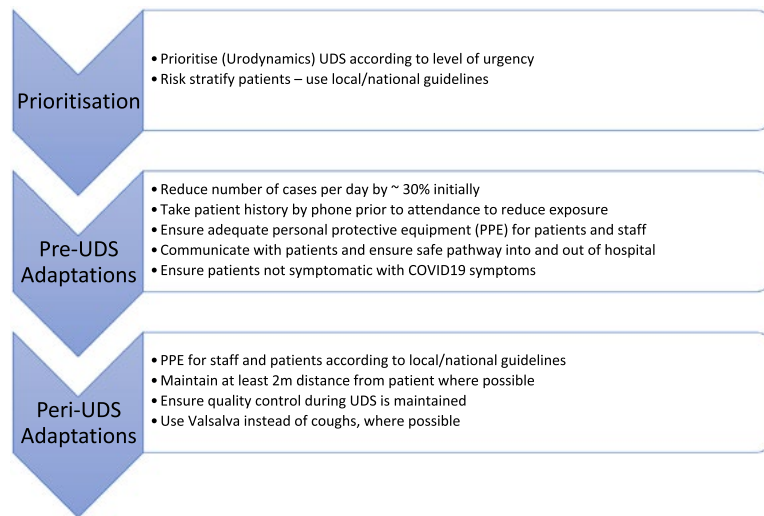 Prioritisation
• Prioritise (Urodynamics) UDS according to level of urgency
• Risk stratify patients – use local/national guidelines
Pre-UDS
Adaptations
• Reduce number of cases per day by ~ 30% initially
• Take patient history by phone prior to attendance to reduce exposure
• Ensure adequate personal protective equipment (PPE) for patients and staff
• Communicate with patients and ensure safe pathway into and out of hospital
• Ensure patients not symptomatic with COVID19 symptoms
Peri-UDS
Adaptations
• PPE for staff and patients according to local/national guidelines
• Maintain at least 2m distance from patient where possible
• Ensure quality control during UDS is maintained
• Use Valsalva instead of coughs, where possible